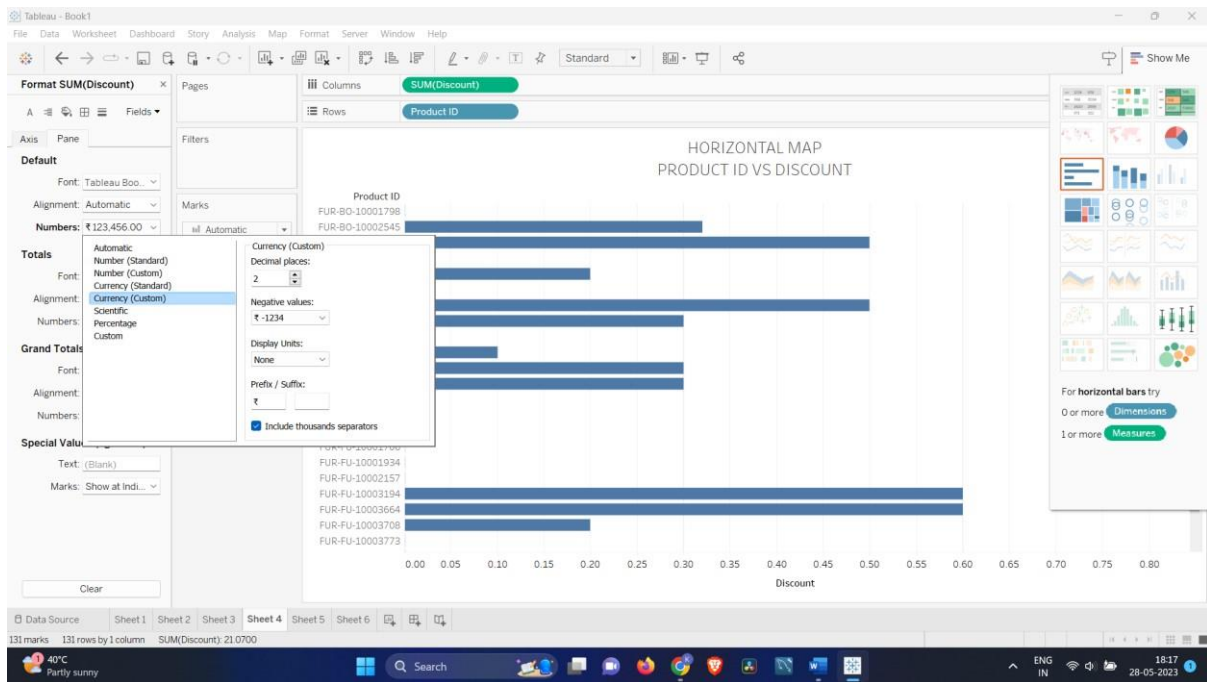 Tableau - Book1
File Data Worksheet Dashboard Story Analysis Map Format Server Window Help
Standard
Show Me
Format SUM(Discount) ×
Fields
Axis Pane
Default
Font: Tableau Boo..
Alignment: Automatic
Numbers: ₹123,456.00
Totals
Font:
Alignment:
Numbers:
Grand Totals
Font:
Alignment:
Numbers:
Special Valu
Text: (Blank)
Marks: Show at Indi...
Clear
Automatic
Number (Standard)
Number (Custom)
Currency (Standard)
Currency (Custom)
Scientific
Percentage
Custom
Currency (Custom)
Decimal places:
2
Negative values:
₹ -1234
Display Units:
None
Prefix / Suffix:
₹
Include thousands separators
Pages
Filters
Marks
Automatic
Columns SUM(Discount)
Rows Product ID
HORIZONTAL MAP
PRODUCT ID VS DISCOUNT
Product ID
FUR-BO-10001798
FUR-BO-10002545
FUR-FU-10001934
FUR-FU-10002157
FUR-FU-10003194
FUR-FU-10003664
FUR-FU-10003708
FUR-FU-10003773
0.00 0.05 0.10 0.15 0.20 0.25 0.30 0.35 0.40 0.45 0.50 0.55 0.60 0.65 0.70 0.75 0.80
Discount
For horizontal bars try
0 or more Dimensions
1 or more Measures
Data Source Sheet 1 Sheet 2 Sheet 3 Sheet 4 Sheet 5 Sheet 6
131 marks 131 rows by 1 column SUM(Discount): 21.0700
40°C
Partly sunny
Search
ENG
IN
18:17
28-05-2023